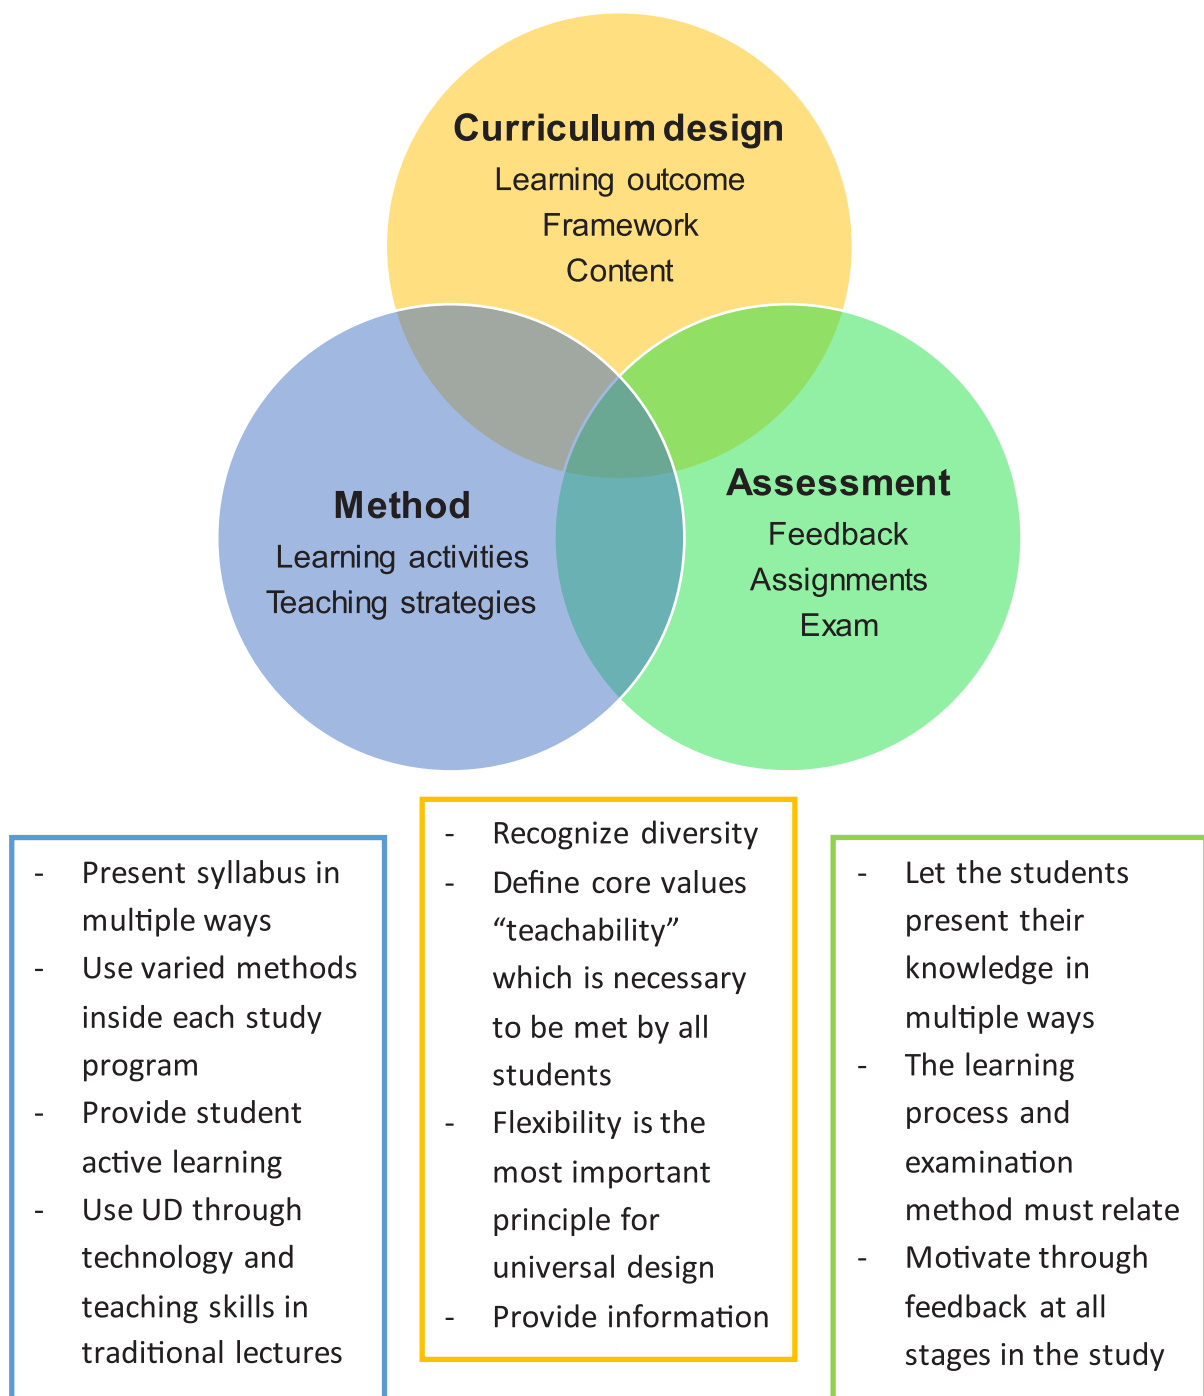 Curriculum design
Learning outcome
Framework
Content
Method
Learning activities
Teaching strategies
Assessment
Feedback
Assignments
Exam
- Present syllabus in
multiple ways
- Use varied methods
inside each study
program
- Provide student
active learning
- Use UD through
technology and
teaching skills in
traditional lectures
- Recognize diversity
- Define core values
“teachability”
which is necessary
to be met by all
students
- Flexibility is the
most important
principle for
universal design
- Provide information
- Let the students
present their
knowledge in
multiple ways
- The learning
process and
examination
method must relate
- Motivate through
feedback at all
stages in the study